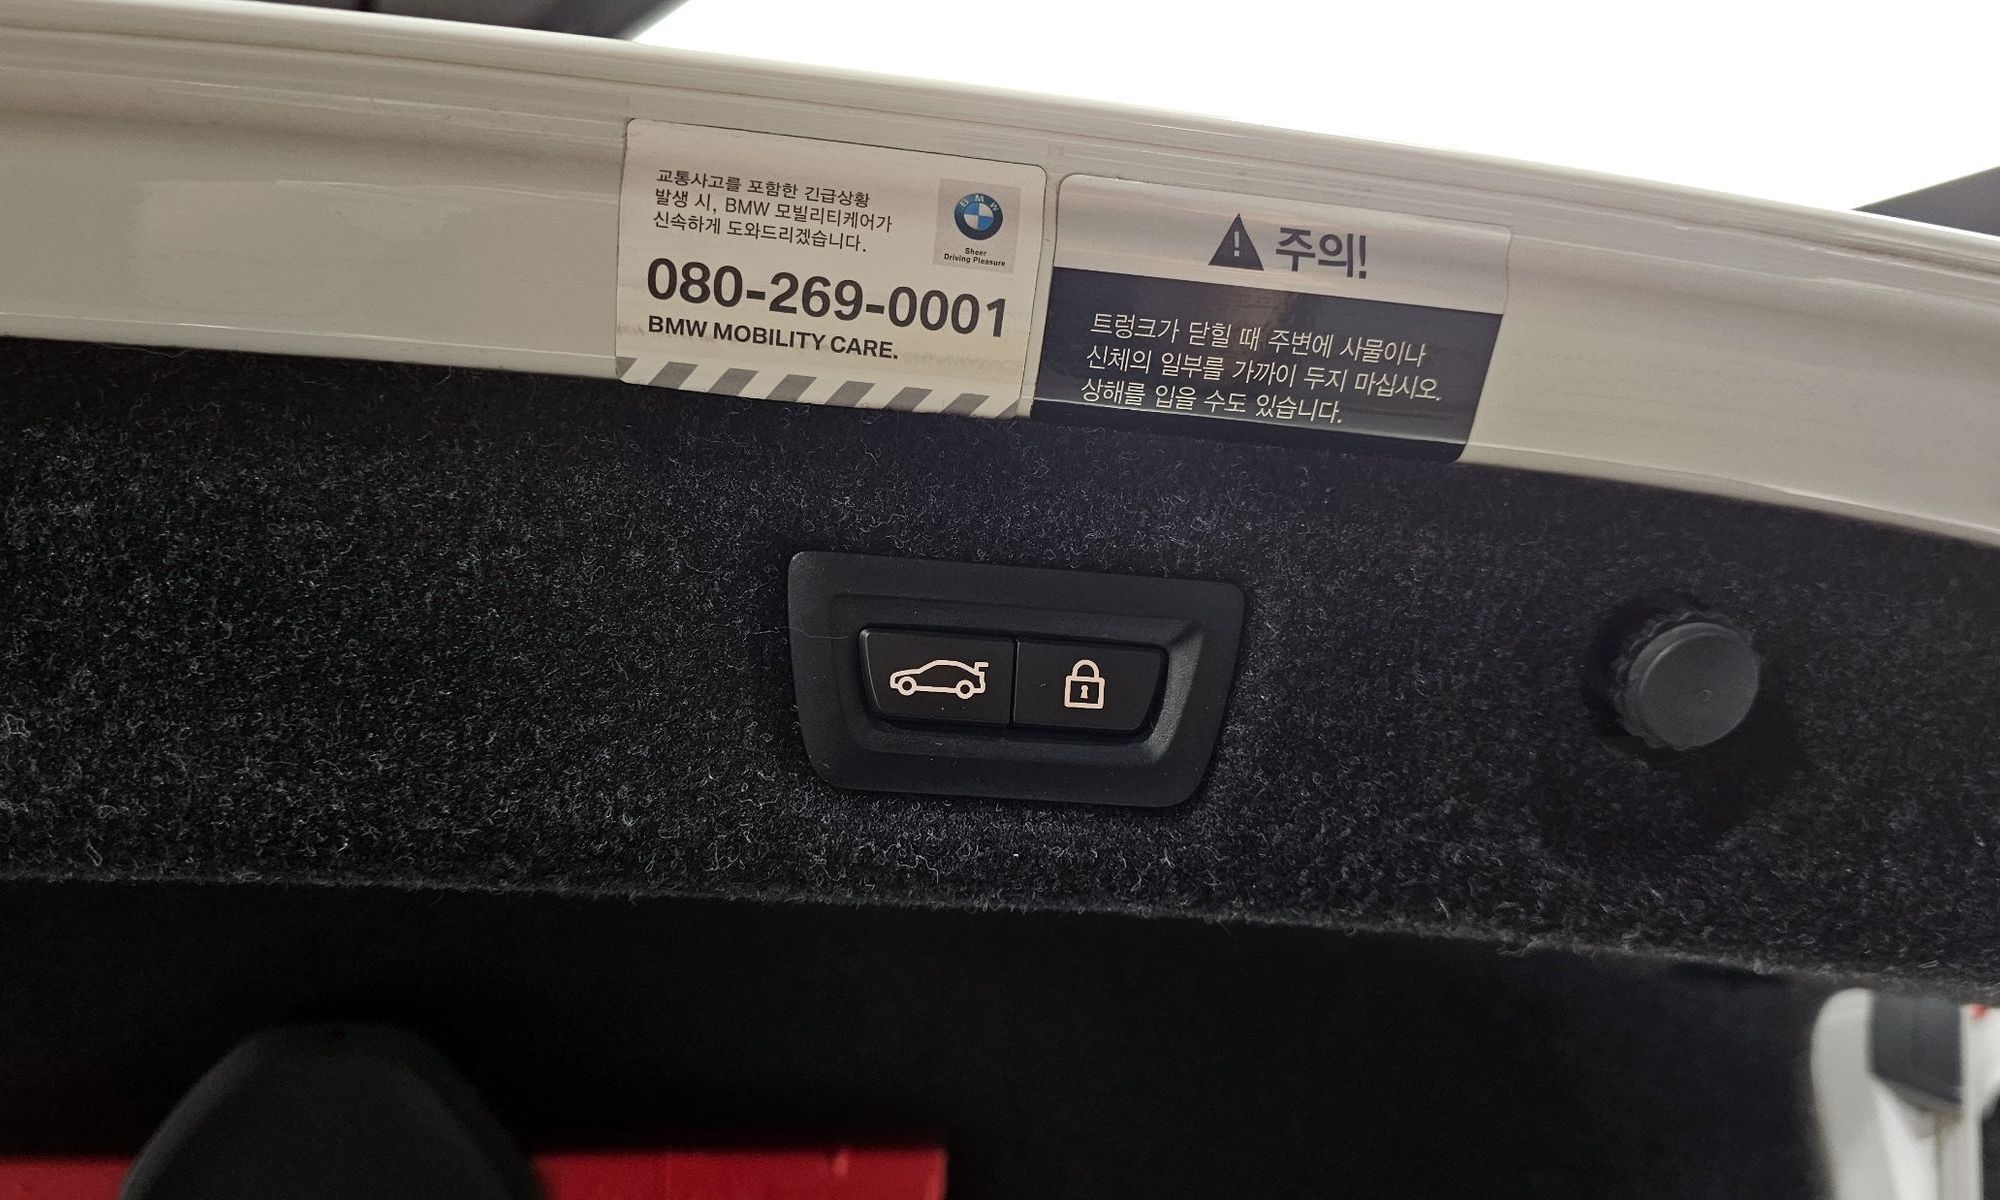 교통사고를 포함한 긴급상황
발생 시, BMW 모빌리티케어가
신속하게 도와드리겠습니다.
BMW
Sheer
Driving Pleasure
080-269-0001
BMW MOBILITY CARE.
주의!
트렁크가 닫힐 때 주변에 사물이나
신체의 일부를 가까이 두지 마십시오.
상해를 입을 수도 있습니다.